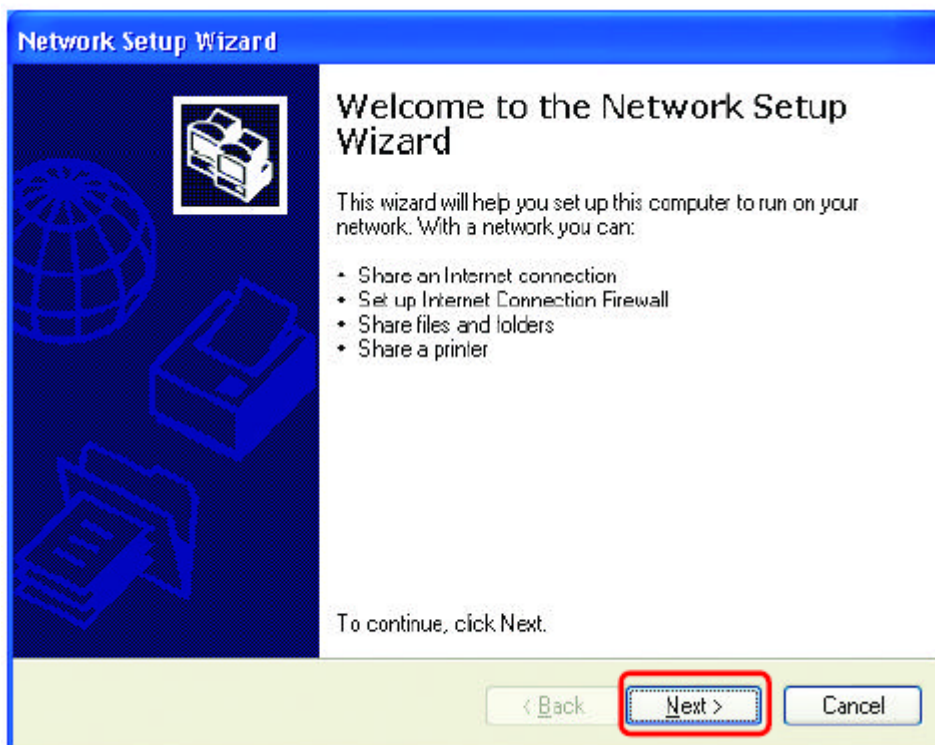 Network Setup Wizard
Welcome to the Network Setup
Wizard
This wizard will help you set up this computer to run on your
network. With a network you can:
• Share an Internet connection
• Set up Internet Connection Firewall
• Share files and folders
• Share a printer
To continue, click Next.
< Back
Next >
Cancel